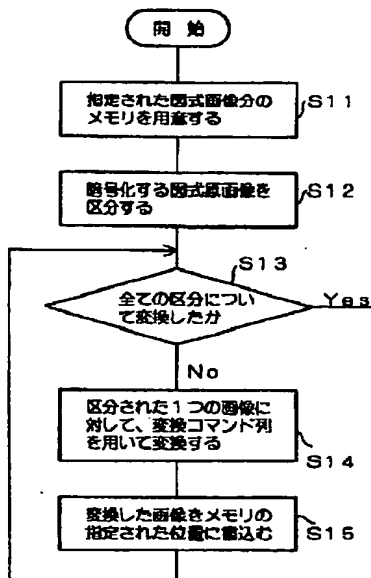 開 始
指定された図式画像分の
メモリを用意する
S11
暗号化する図式原画像を
区分する
S12
S13
全ての区分につい
て変換したか
Yes
No
区分された1つの画像に
対して、変換コマンド列
を用いて変換する
S14
変換した画像をメモリの
指定された位置に書込む
S15